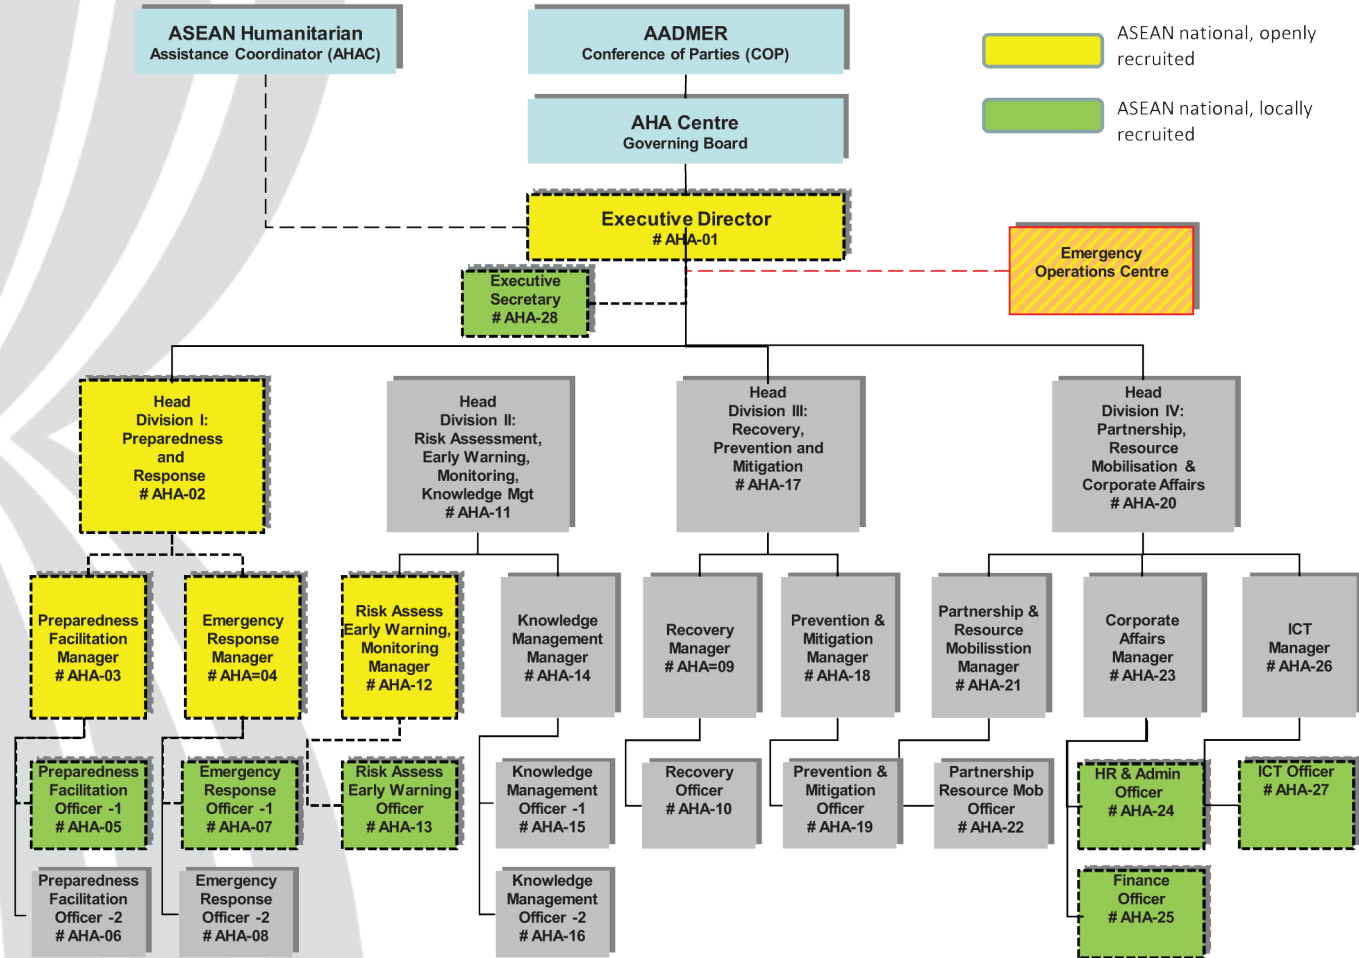 ASEAN Humanitarian
Assistance Coordinator (AHAC)
AADMER
Conference of Parties (COP)
ASEAN national, openly
recruited
AHA Centre
Governing Board
ASEAN national, locally
recruited
Executive Director
# AHA-01
Emergency
Operations Centre
Executive
Secretary
# AHA-28
Head
Division I:
Preparedness
and
Response
# AHA-02
Head
Division II:
Risk Assessment,
Early Warning,
Monitoring,
Knowledge Mgt
# AHA-11
Head
Division III:
Recovery,
Prevention and
Mitigation
# AHA-17
Head
Division IV:
Partnership,
Resource
Mobilisation &
Corporate Affairs
# AHA-20
Preparedness
Facilitation
Manager
# AHA-03
Emergency
Response
Manager
# AHA=04
Risk Assess
Early Warning,
Monitoring
Manager
# AHA-12
Knowledge
Management
Manager
# AHA-14
Recovery
Manager
# AHA=09
Prevention &
Mitigation
Manager
# AHA-18
Partnership &
Resource
Mobilisstion
Manager
# AHA-21
Corporate
Affairs
Manager
# AHA-23
ICT
Manager
# AHA-26
Preparedness
Facilitation
Officer -1
# AHA-05
Emergency
Response
Officer -1
# AHA-07
Risk Assess
Early Warning
Officer
# AHA-13
Knowledge
Management
Officer -1
# AHA-15
Recovery
Officer
# AHA-10
Prevention &
Mitigation
Officer
# AHA-19
Partnership
Resource Mob
Officer
# AHA-22
HR & Admin
Officer
# AHA-24
ICT Officer
# AHA-27
Preparedness
Facilitation
Officer -2
# AHA-06
Emergency
Response
Officer -2
# AHA-08
Knowledge
Management
Officer -2
# AHA-16
Finance
Officer
# AHA-25